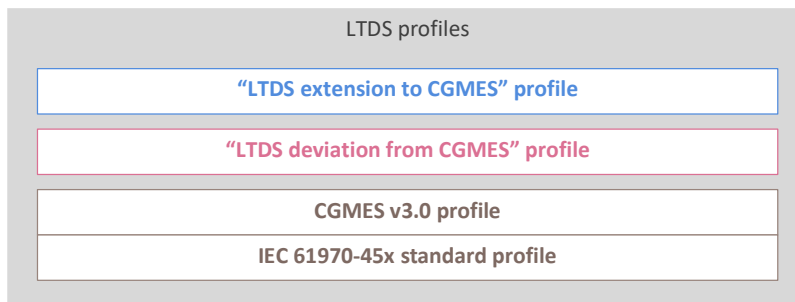 LTDS profiles
“LTDS extension to CGMES” profile
“LTDS deviation from CGMES” profile
CGMES v3.0 profile
IEC 61970-45x standard profile